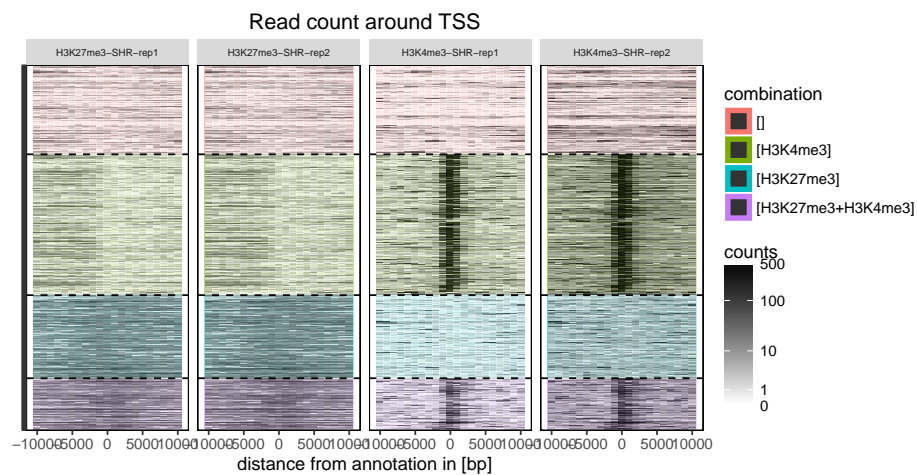 Read count around TSS
H3K27me3−SHR−rep1 H3K27me3−SHR−rep2 H3K4me3−SHR−rep1 H3K4me3−SHR−rep2
combination
[]
[H3K4me3]
[H3K27me3]
[H3K27me3+H3K4me3]
counts
500
100
10
1
0
−10000 −5000 0 5000 10000 −10000 −5000 0 5000 10000 −10000 −5000 0 5000 10000 −10000 −5000 0 5000 10000
distance from annotation in [bp]